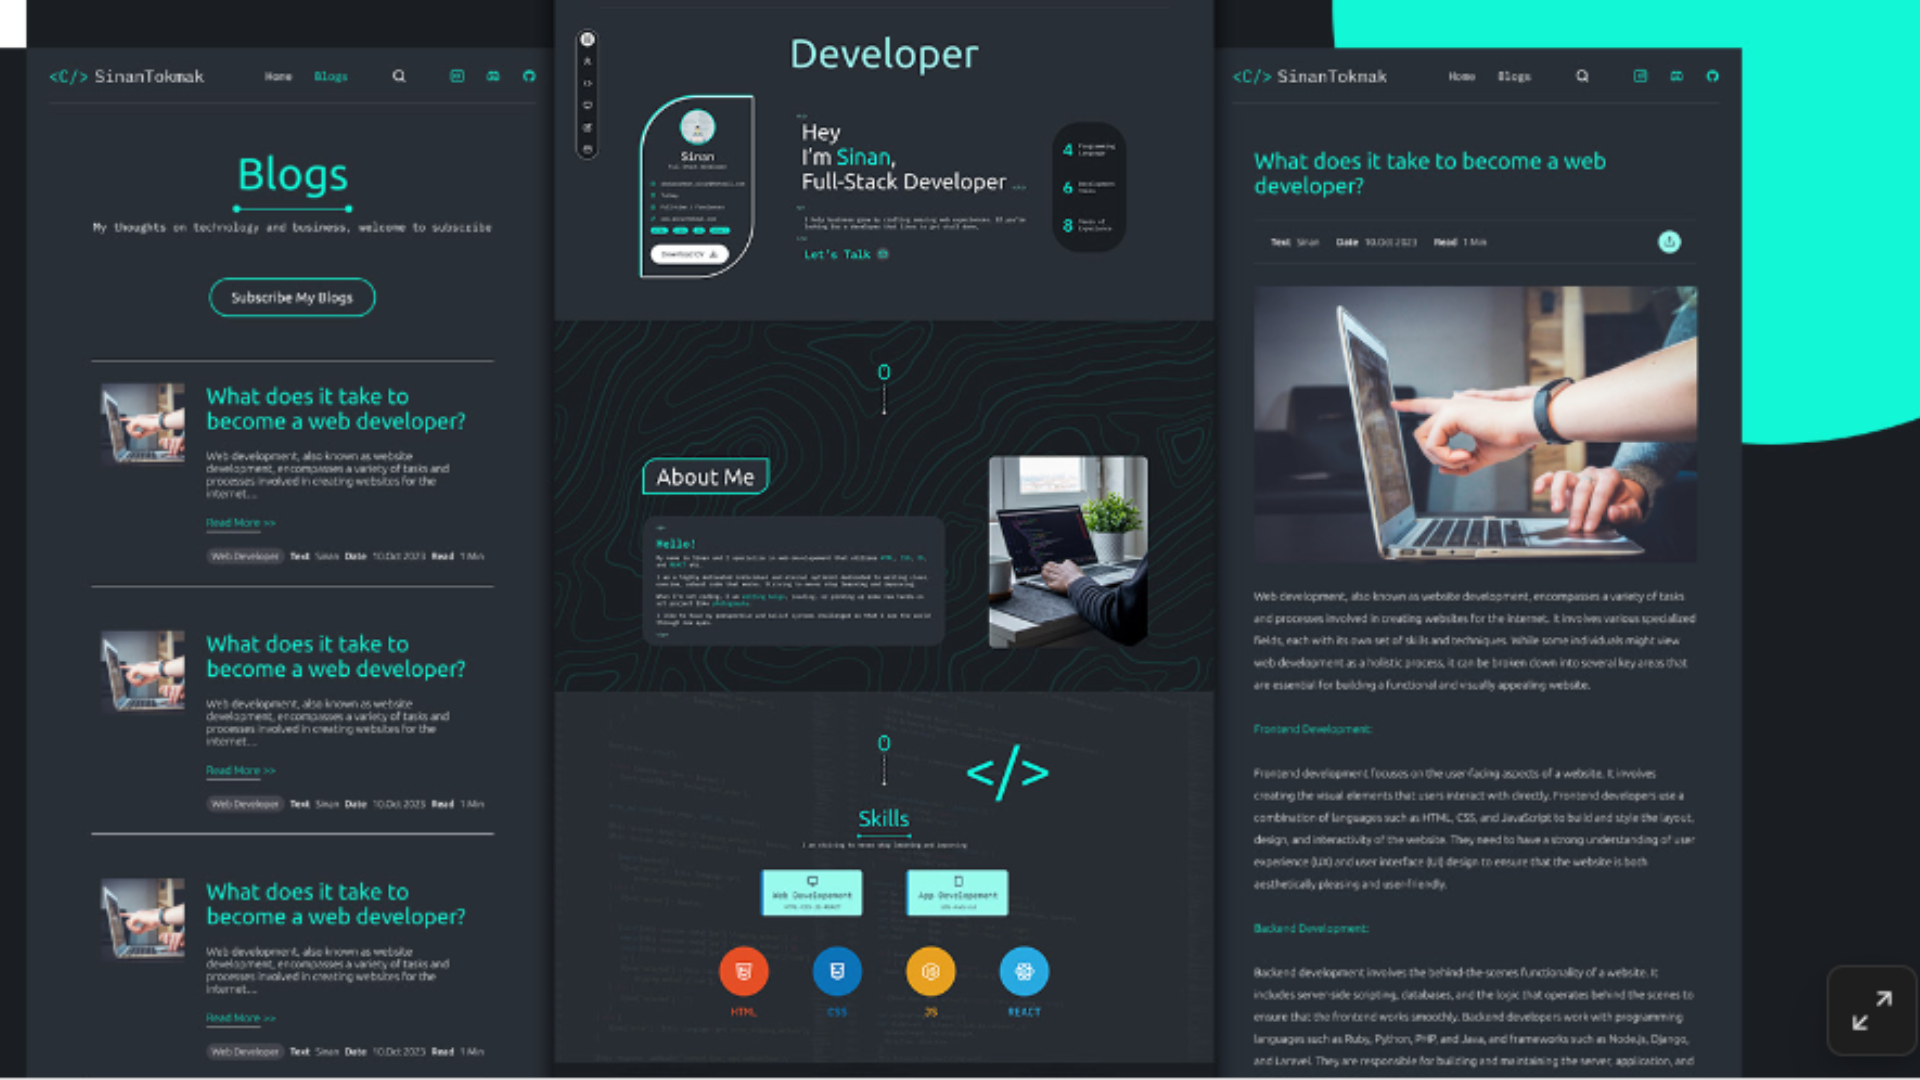 <C/> SinanTokmak
Home Blogs
Blogs
My thoughts on technology and business, welcome to subscribe
Subscribe My Blogs
What does it take to
become a web developer?
Web development, also known as website
development, encompasses a variety of tasks and
processes involved in creating websites for the
internet...
Read More >>
Web Developer Text Sinan Date 10.Oct 2023 Read 1 Min
What does it take to
become a web developer?
Web development, also known as website
development, encompasses a variety of tasks and
processes involved in creating websites for the
internet...
Read More >>
Web Developer Text Sinan Date 10.Oct 2023 Read 1 Min
What does it take to
become a web developer?
Web development, also known as website
development, encompasses a variety of tasks and
processes involved in creating websites for the
internet...
Read More >>
Web Developer Text Sinan Date 10.Oct 2023 Read 1 Min
Developer
Sinan
Download CV
Hey
I'm Sinan,
Full-Stack Developer
Let's Talk
4 Programming
Language
6 Development
8 Years of
Experience
About Me
Hello!
</>
Skills
I am striving to never stop learning and improving
Web Developement
App Developement
HTML
CSS
JS
REACT
<C/> SinanTokmak
Home Blogs
What does it take to become a web
developer?
Text Sinan Date 10.Oct 2023 Read 1 Min
Web development, also known as website development, encompasses a variety of tasks
and processes involved in creating websites for the internet. It involves various specialized
fields, each with its own set of skills and techniques. While some individuals might view
web development as a holistic process, it can be broken down into several key areas that
are essential for building a functional and visually appealing website.
Frontend Development:
Frontend development focuses on the user-facing aspects of a website. It involves
creating the visual elements that users interact with directly. Frontend developers use a
combination of languages such as HTML, CSS, and JavaScript to build and style the layout,
design, and interactivity of the website. They need to have a strong understanding of user
experience (UX) and user interface (UI) design to ensure that the website is both
aesthetically pleasing and user-friendly.
Backend Development:
Backend development involves the behind-the-scenes functionality of a website. It
includes server-side scripting, databases, and the logic that operates behind the scenes to
ensure that the frontend works smoothly. Backend developers work with programming
languages such as Ruby, Python, PHP, and Java, and frameworks such as Node.js, Django,
and Laravel. They are responsible for building and maintaining the server, application, and